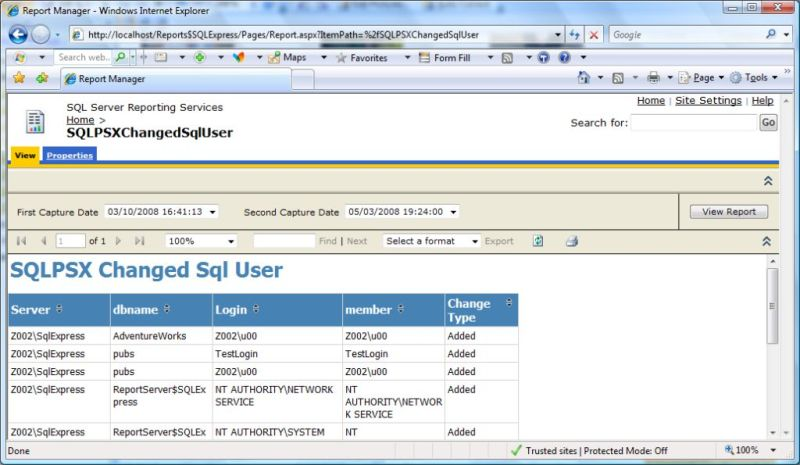 Report Manager - Windows Internet Explorer
http://localhost/Reports$SQLExpress/Pages/Report.aspx?ItemPath=%2fSQLPSXChangedSqlUser
Google
Search web...
Maps
Favorites
Form Fill
Report Manager
Page
Tools
SQL Server Reporting Services
Home >
SQLPSXChangedSqlUser
Home | Site Settings | Help
Search for:
Go
View
Properties
First Capture Date 03/10/2008 16:41:13
Second Capture Date 05/03/2008 19:24:00
View Report
1 of 1
100%
Find | Next
Select a format
Export
SQLPSX Changed Sql User
Server dbname Login member Change
Type
Z002\SqlExpress AdventureWorks Z002\u00 Z002\u00 Added
Z002\SqlExpress pubs TestLogin TestLogin Added
Z002\SqlExpress pubs Z002\u00 Z002\u00 Added
Z002\SqlExpress ReportServer$SQLEx NT AUTHORITY\NETWORK NT Added
press SERVICE AUTHORITY\NETWOR
K SERVICE
Z002\SqlExpress ReportServer$SQLEx NT AUTHORITY\SYSTEM NT Added
Done
Trusted sites | Protected Mode: Off
100%